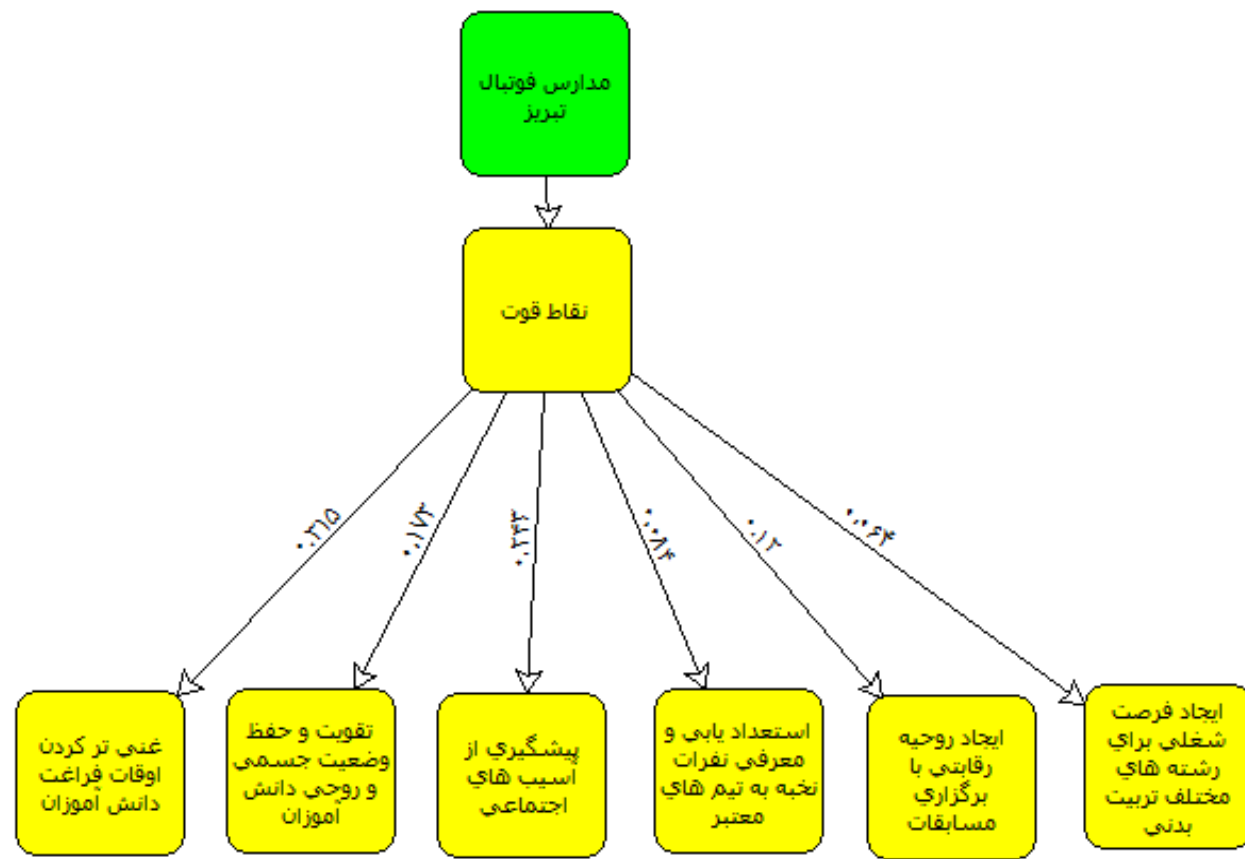 مدارس فوتبال
تبريز
نقاط قوت
۰٫۳۱۵
۰٫۱۷۳
۰٫۲۴۳
۰٫۰۸۴
۰٫۱۲
۰٫۰۶۴
غني تر كردن
اوقات فراغت
دانش آموزان
تقويت و حفظ
وضعيت جسمي
و روحي دانش
آموزان
پيشگيري از
آسيب هاي
اجتماعي
استعداد يابي و
معرفي نفرات
نخبه به تيم هاي
معتبر
ايجاد روحيه
رقابتي با
برگزاري
مسابقات
ايجاد فرصت
شغلي براي
رشته هاي
مختلف تربيت
بدني